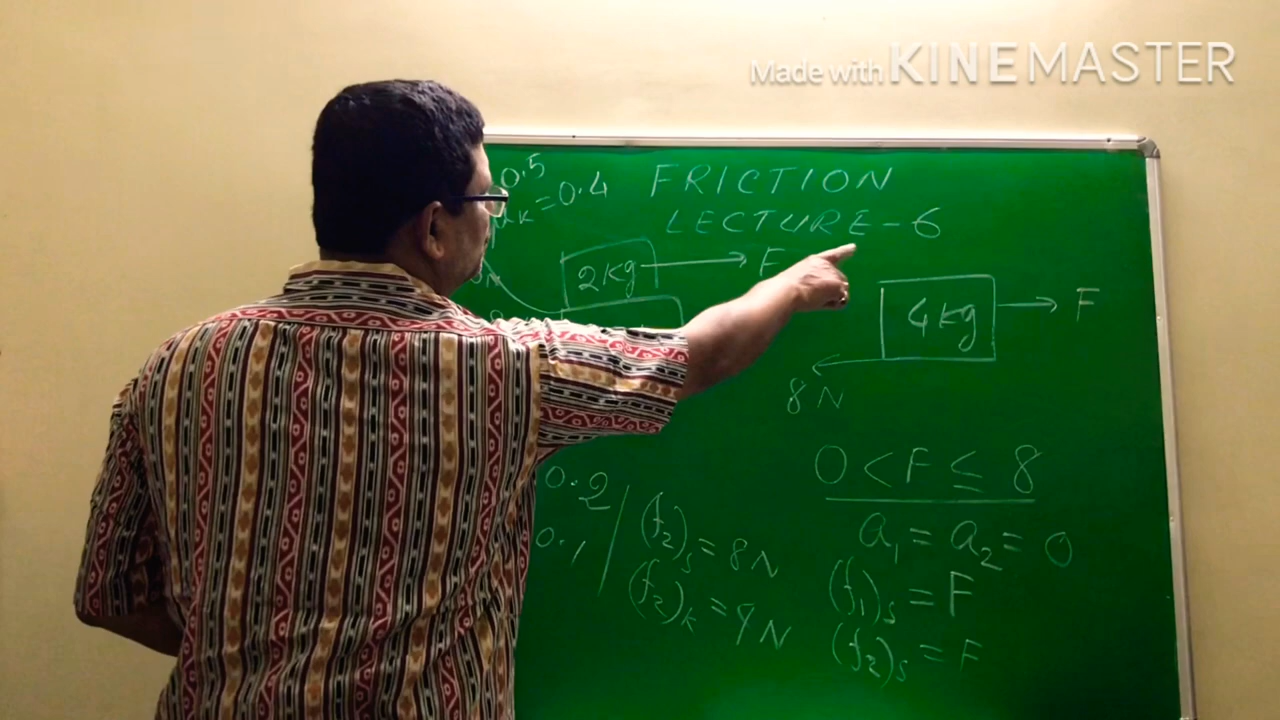 Made with KINEMASTER
0.5
μk = 0.4
FRICTION
LECTURE-6
2Kg
F
4Kg
F
8N
0 < F ≤ 8
0.2
0.1
(f2)s = 8N
(f2)k = 4N
a1 = a2 = 0
(f1)s = F
(f2)s = F